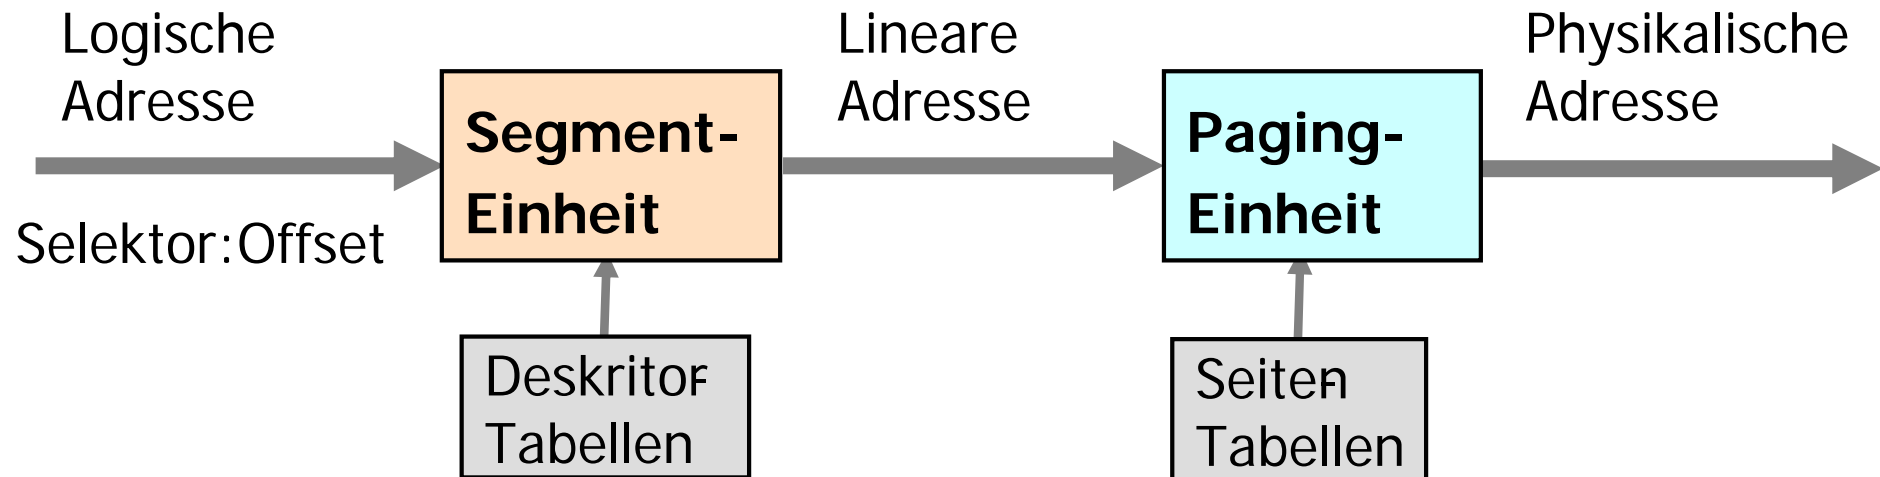 Logische
Adresse
Selektor:Offset
Segment-
Einheit
Deskritor-
Tabellen
Lineare
Adresse
Paging-
Einheit
Seiten-
Tabellen
Physikalische
Adresse